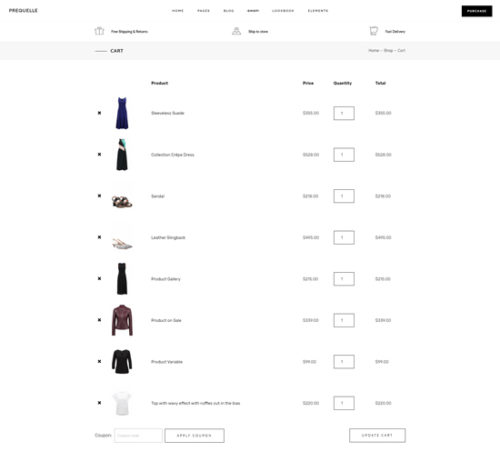 PREQUELLE HOME PAGES BLOG SHOP LOOKBOOK ELEMENTS PURCHASE
Free Shipping & Returns Ship to store Fast Delivery
CART Home – Shop – Cart
Product Price Quantity Total
Sleeveless Suede $355.00 1 $355.00
Collection Crêpe Dress $528.00 1 $528.00
Sandal $218.00 1 $218.00
Leather Slingback $495.00 1 $495.00
Product Gallery $215.00 1 $215.00
Product on Sale $339.00 1 $339.00
Product Variable $99.00 1 $99.00
Top with wavy effect with ruffles out in the bias $220.00 1 $220.00
Coupon: Coupon code APPLY COUPON UPDATE CART